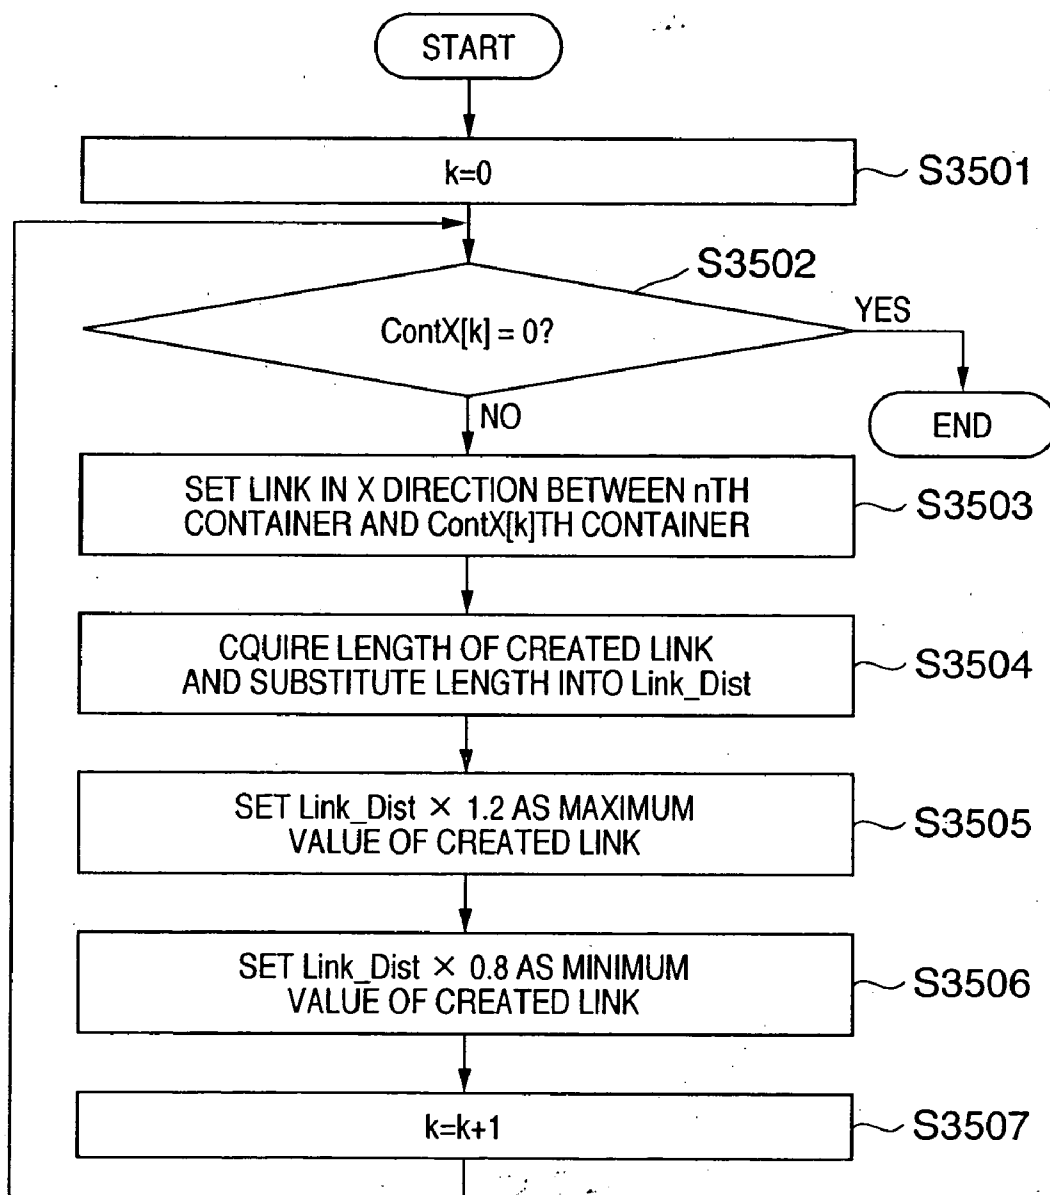 START
k=0
S3501
S3502
ContX[k] = 0?
YES
NO
END
SET LINK IN X DIRECTION BETWEEN nTH
CONTAINER AND ContX[k]TH CONTAINER
S3503
CQUIRE LENGTH OF CREATED LINK
AND SUBSTITUTE LENGTH INTO Link_Dist
S3504
SET Link_Dist × 1.2 AS MAXIMUM
VALUE OF CREATED LINK
S3505
SET Link_Dist × 0.8 AS MINIMUM
VALUE OF CREATED LINK
S3506
k=k+1
S3507